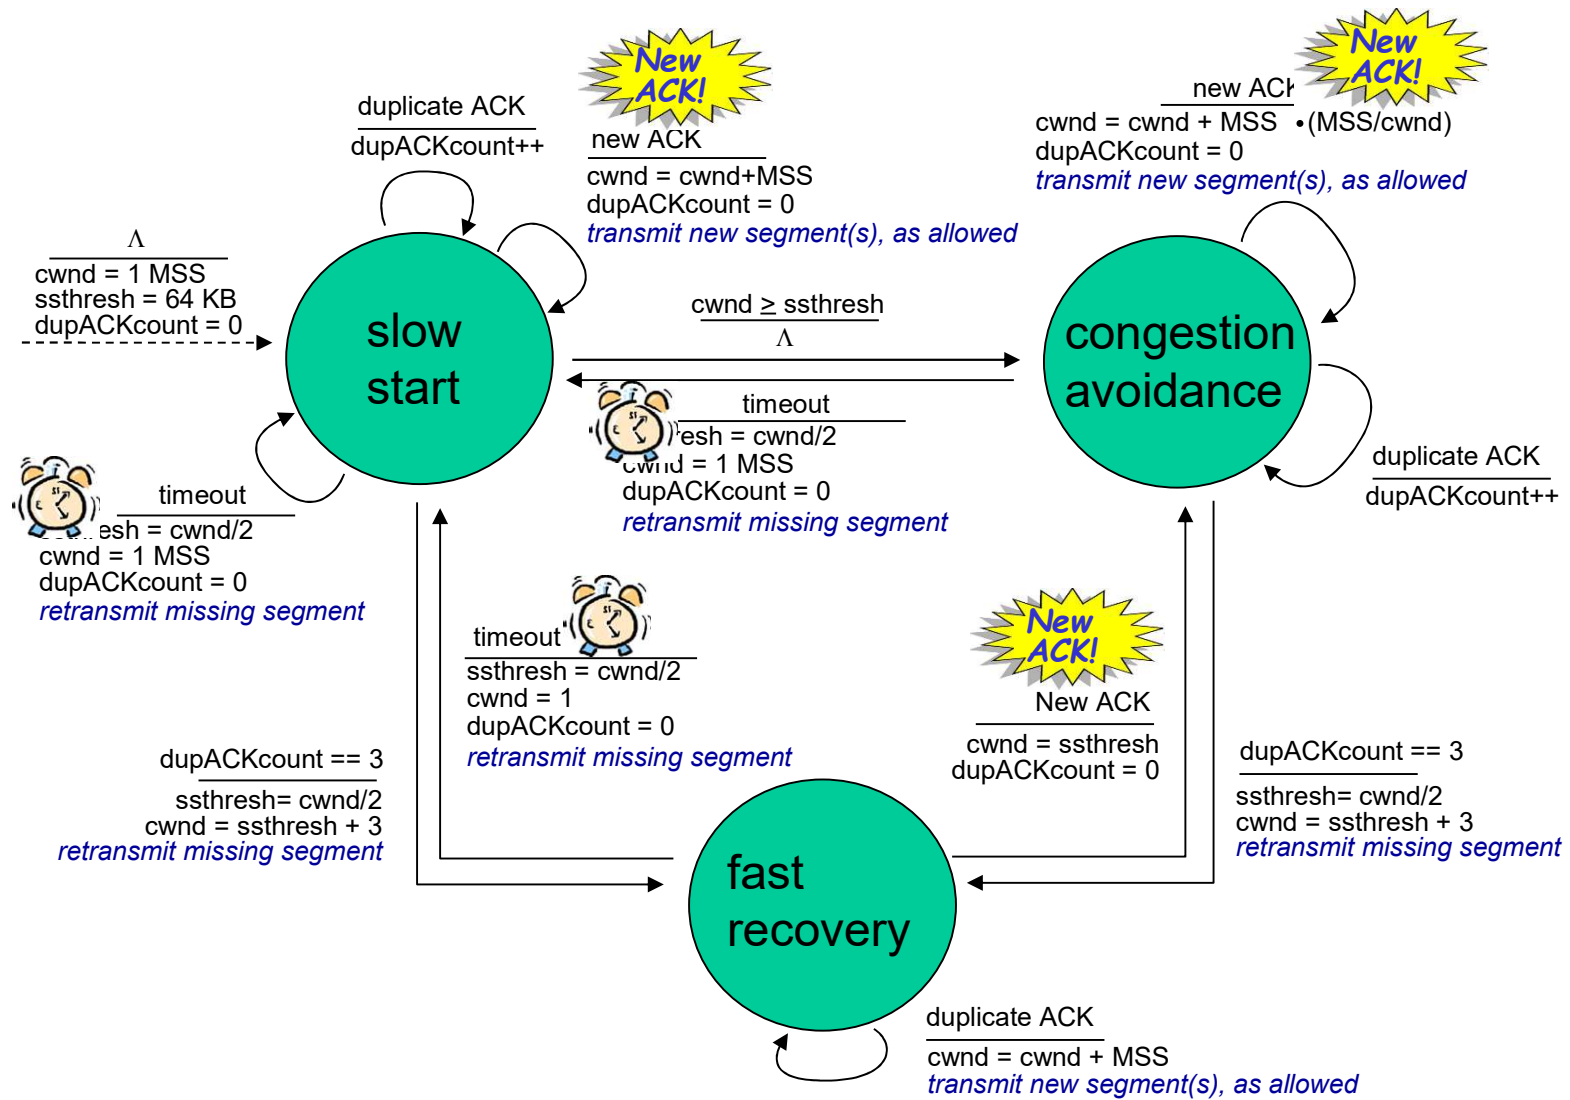 New
ACK!
duplicate ACK
dupACKcount++
new ACK
cwnd = cwnd+MSS
dupACKcount = 0
transmit new segment(s), as allowed
New
ACK!
new ACK
cwnd = cwnd + MSS •(MSS/cwnd)
dupACKcount = 0
transmit new segment(s), as allowed
Λ
cwnd = 1 MSS
ssthresh = 64 KB
dupACKcount = 0
slow
start
cwnd ≥ ssthresh
Λ
congestion
avoidance
timeout
esh = cwnd/2
cwnd = 1 MSS
dupACKcount = 0
retransmit missing segment
duplicate ACK
dupACKcount++
timeout
esh = cwnd/2
cwnd = 1 MSS
dupACKcount = 0
retransmit missing segment
timeout
ssthresh = cwnd/2
cwnd = 1
dupACKcount = 0
retransmit missing segment
New
ACK!
New ACK
cwnd = ssthresh
dupACKcount = 0
dupACKcount == 3
ssthresh= cwnd/2
cwnd = ssthresh + 3
retransmit missing segment
dupACKcount == 3
ssthresh= cwnd/2
cwnd = ssthresh + 3
retransmit missing segment
fast
recovery
duplicate ACK
cwnd = cwnd + MSS
transmit new segment(s), as allowed